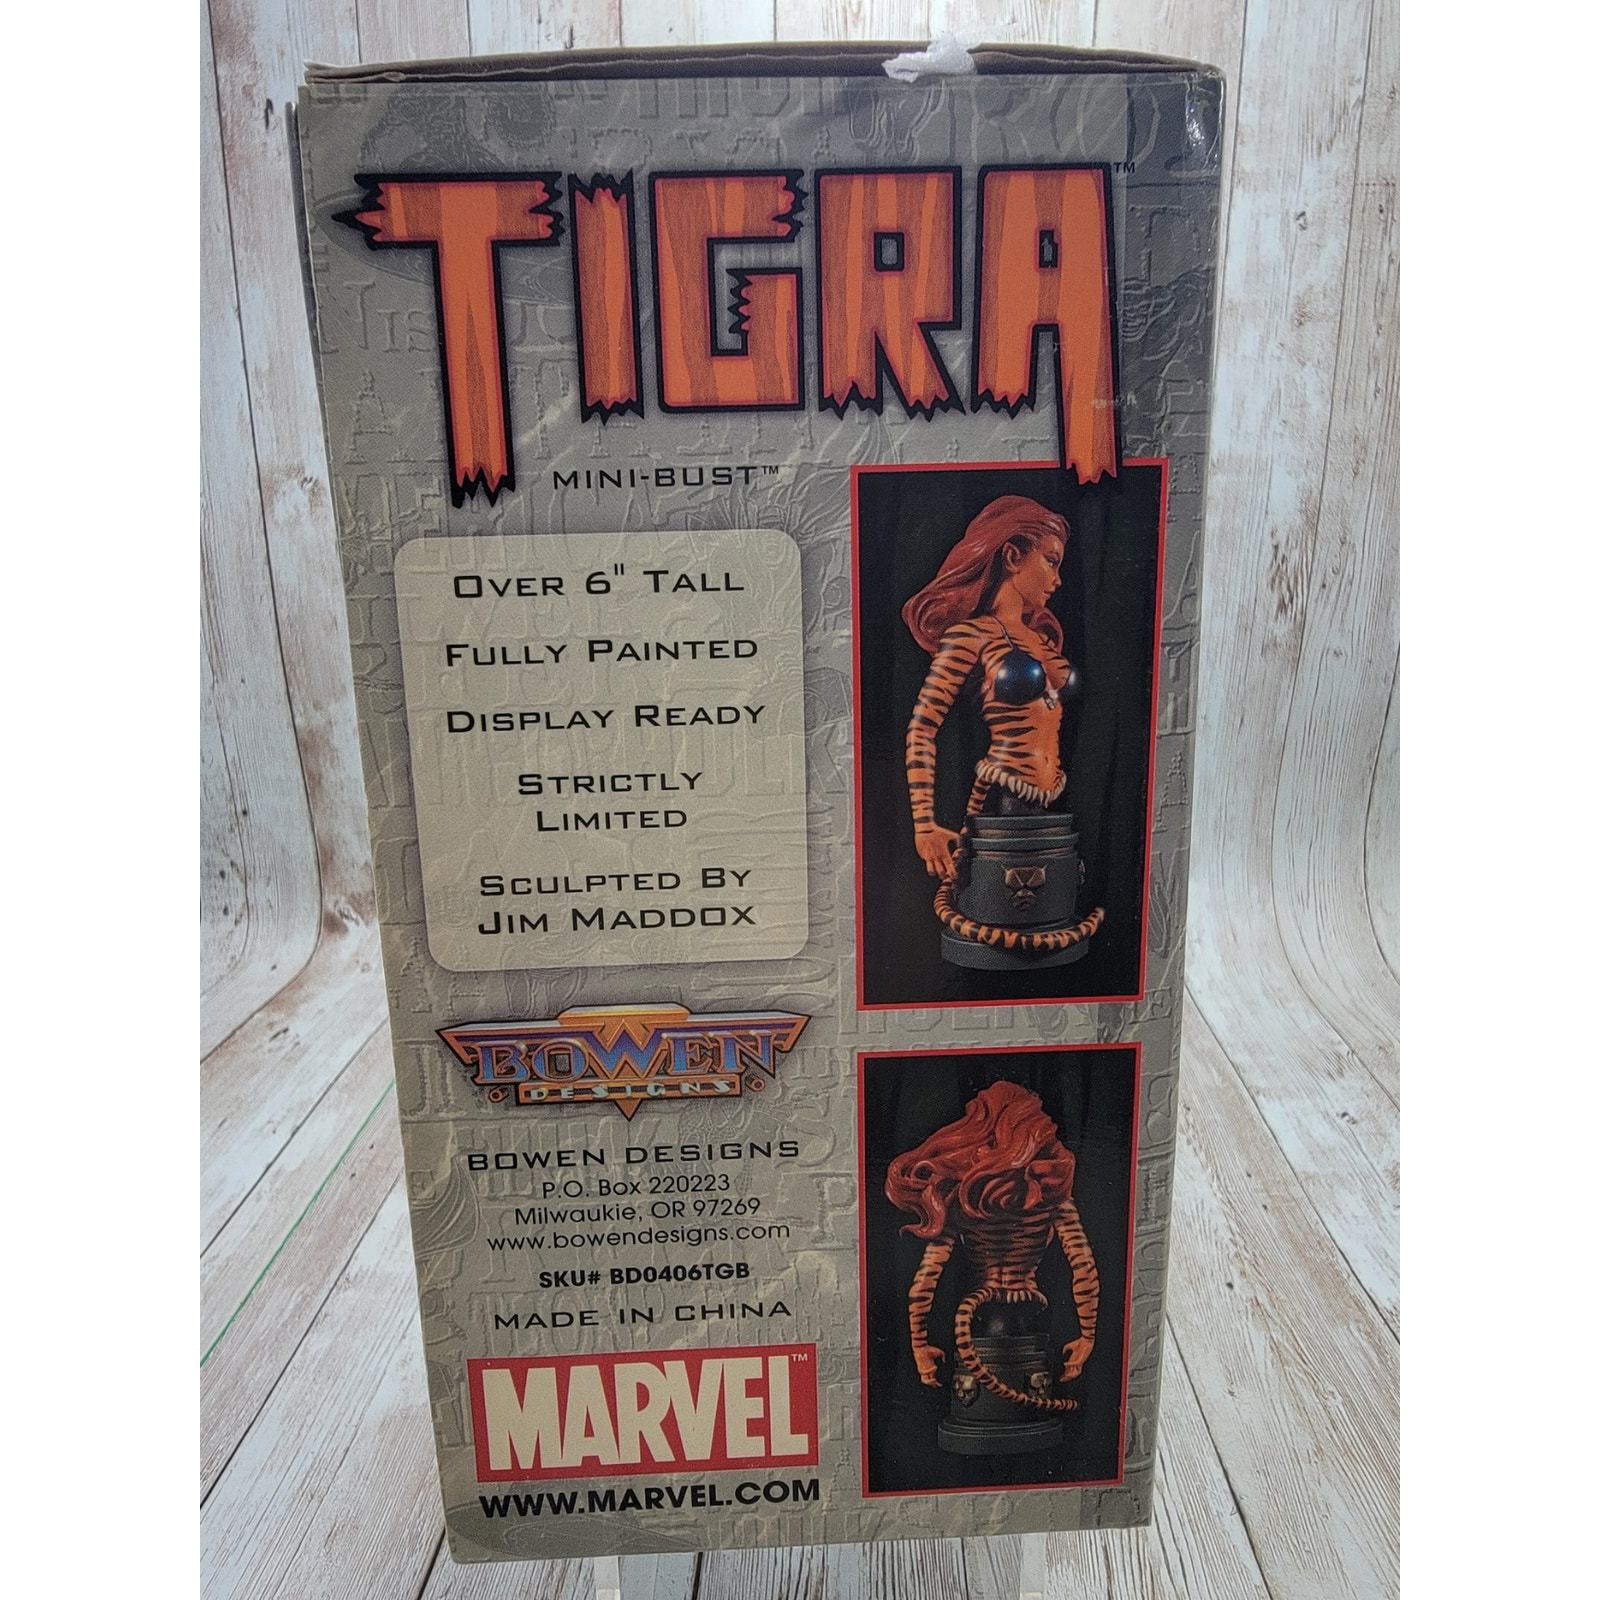 TIGRA™
MINI-BUST™
OVER 6" TALL
FULLY PAINTED
DISPLAY READY
STRICTLY
LIMITED
SCULPTED BY
JIM MADDOX
BOWEN
DESIGNS
BOWEN DESIGNS
P.O. Box 220223
Milwaukie, OR 97269
www.bowendesigns.com
SKU# BD0406TGB
MADE IN CHINA
MARVEL™
WWW.MARVEL.COM